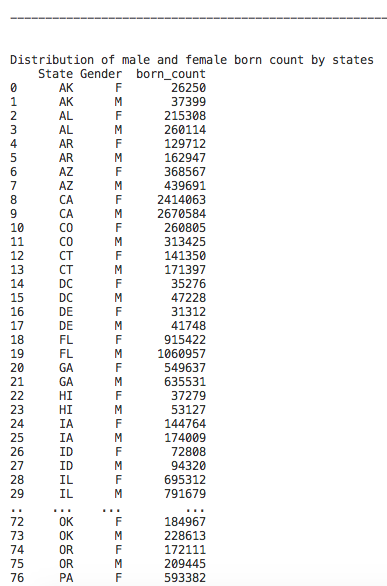 Distribution of male and female born count by states
State Gender born_count
0 AK F 26250
1 AK M 37399
2 AL F 215308
3 AL M 260114
4 AR F 129712
5 AR M 162947
6 AZ F 368567
7 AZ M 439691
8 CA F 2414063
9 CA M 2670584
10 CO F 260805
11 CO M 313425
12 CT F 141350
13 CT M 171397
14 DC F 35276
15 DC M 47228
16 DE F 31312
17 DE M 41748
18 FL F 915422
19 FL M 1060957
20 GA F 549637
21 GA M 635531
22 HI F 37279
23 HI M 53127
24 IA F 144764
25 IA M 174009
26 ID F 72808
27 ID M 94320
28 IL F 695312
29 IL M 791679
.. ... ... ...
72 OK F 184967
73 OK M 228613
74 OR F 172111
75 OR M 209445
76 PA F 593382